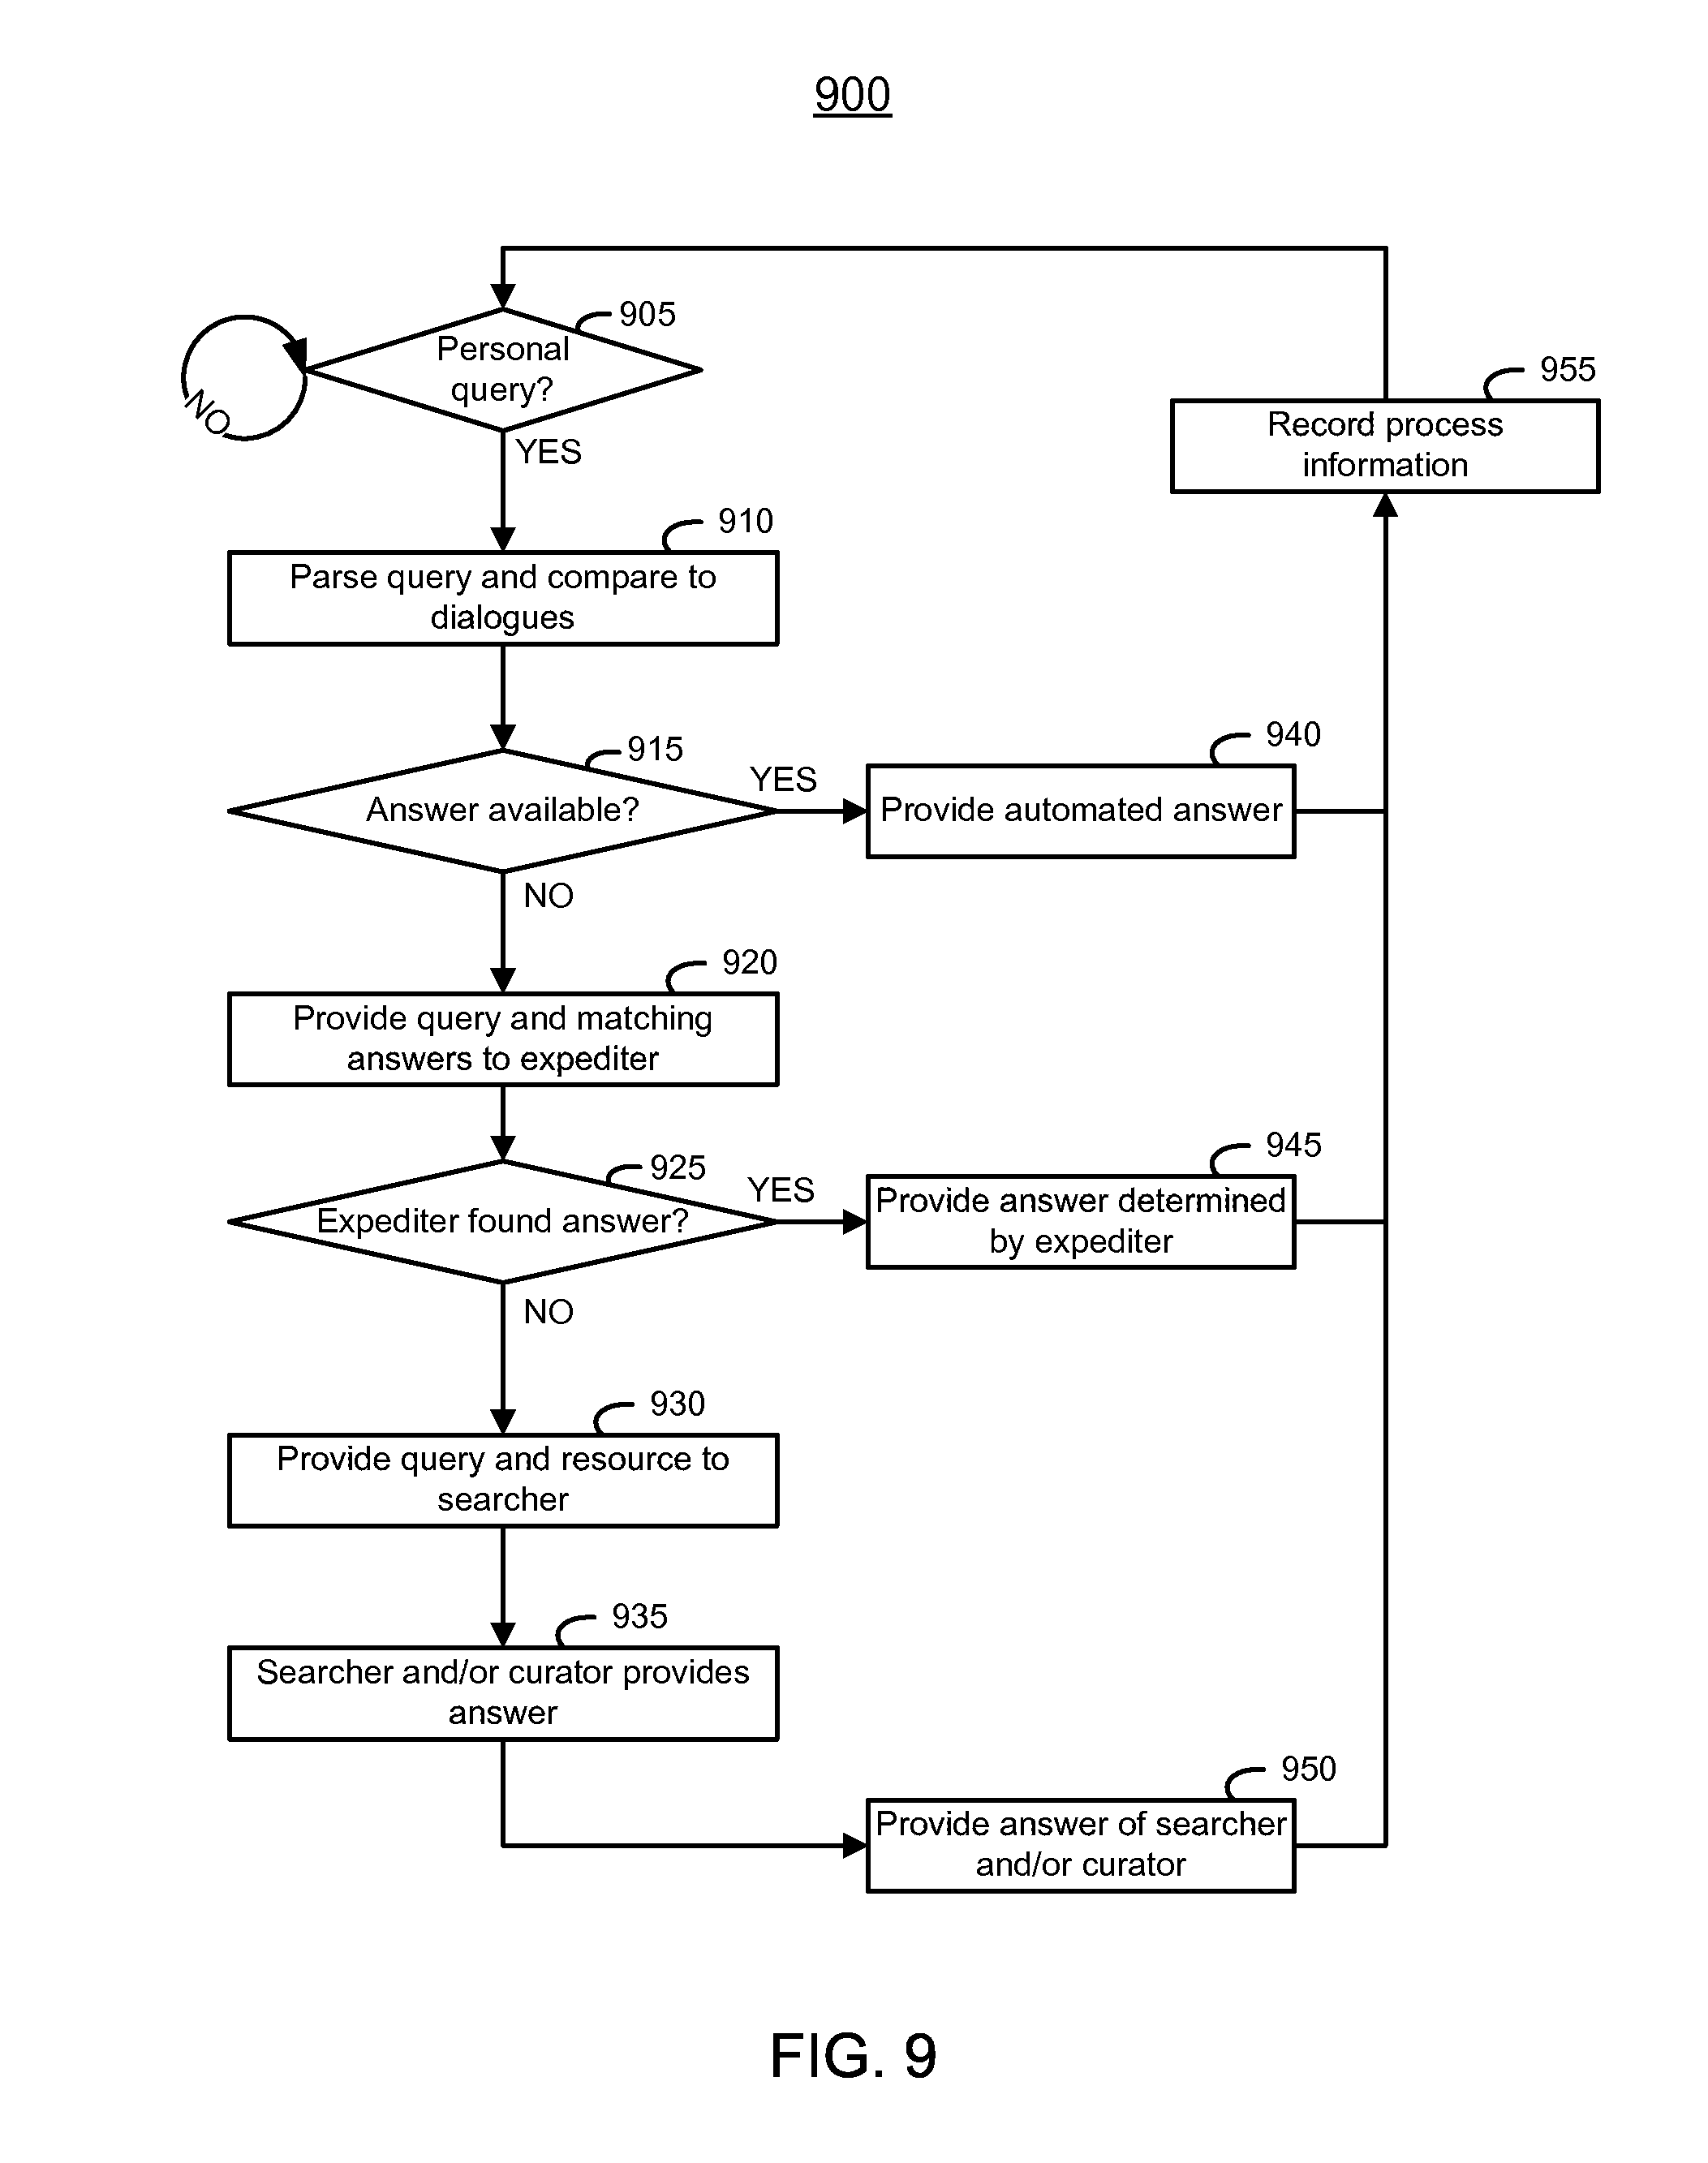 900
905
Personal
query?
NO
YES
955
Record process
information
910
Parse query and compare to
dialogues
915
Answer available?
YES
940
Provide automated answer
NO
920
Provide query and matching
answers to expediter
925
Expediter found answer?
YES
945
Provide answer determined
by expediter
NO
930
Provide query and resource to
searcher
935
Searcher and/or curator provides
answer
950
Provide answer of searcher
and/or curator
FIG. 9